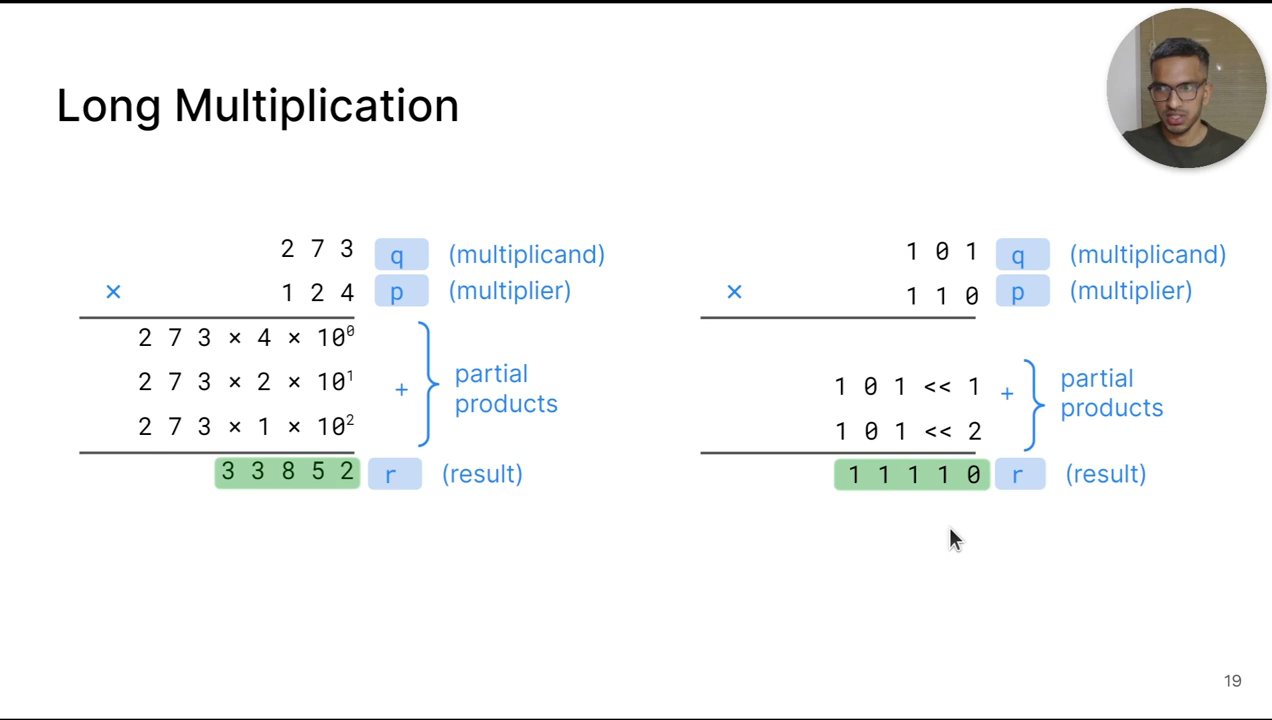 Long Multiplication
2 7 3 q (multiplicand)
× 1 2 4 p (multiplier)
2 7 3 × 4 × 10⁰
2 7 3 × 2 × 10¹ +
2 7 3 × 1 × 10²
partial
products
3 3 8 5 2 r (result)
1 0 1 q (multiplicand)
× 1 1 0 p (multiplier)
1 0 1 << 1 +
1 0 1 << 2
partial
products
1 1 1 1 0 r (result)
19